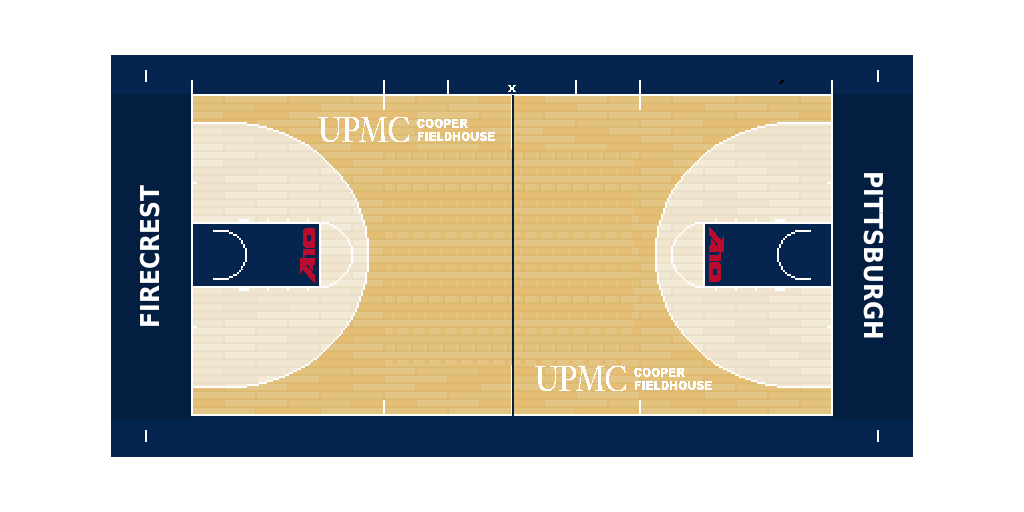 x
UPMC COOPER
FIELDHOUSE
FIRECREST
A10
A10
PITTSBURGH
UPMC COOPER
FIELDHOUSE